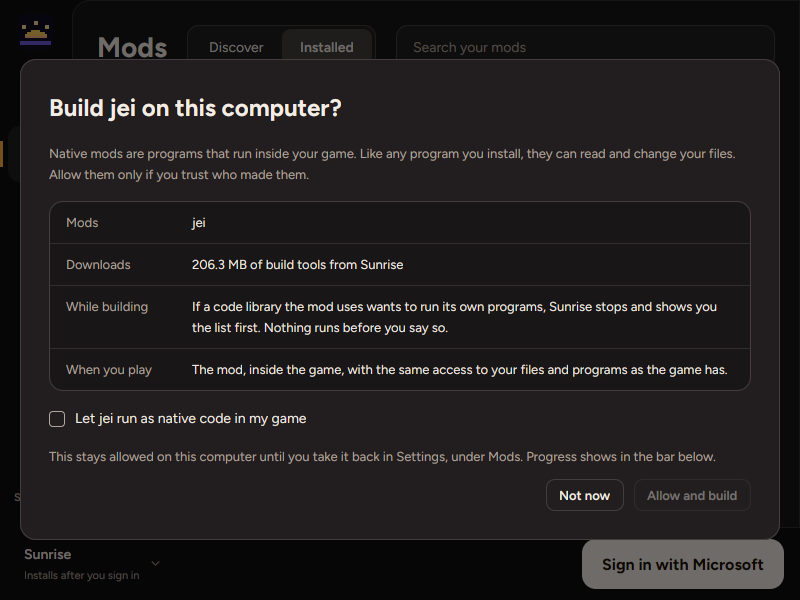 Mods
Discover
Installed
Search your mods
Build jei on this computer?
Native mods are programs that run inside your game. Like any program you install, they can read and change your files.
Allow them only if you trust who made them.
Mods jei
Downloads 206.3 MB of build tools from Sunrise
While building If a code library the mod uses wants to run its own programs, Sunrise stops and shows you
the list first. Nothing runs before you say so.
When you play The mod, inside the game, with the same access to your files and programs as the game has.
Let jei run as native code in my game
This stays allowed on this computer until you take it back in Settings, under Mods. Progress shows in the bar below.
Not now
Allow and build
Sunrise
Installs after you sign in
Sign in with Microsoft